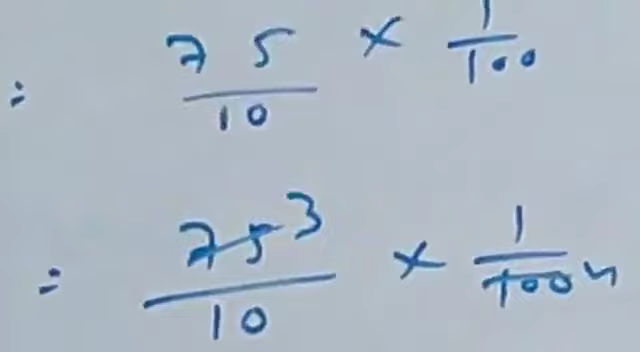 = 75/10 × 1/100
= 75 3/10 × 1/100 4